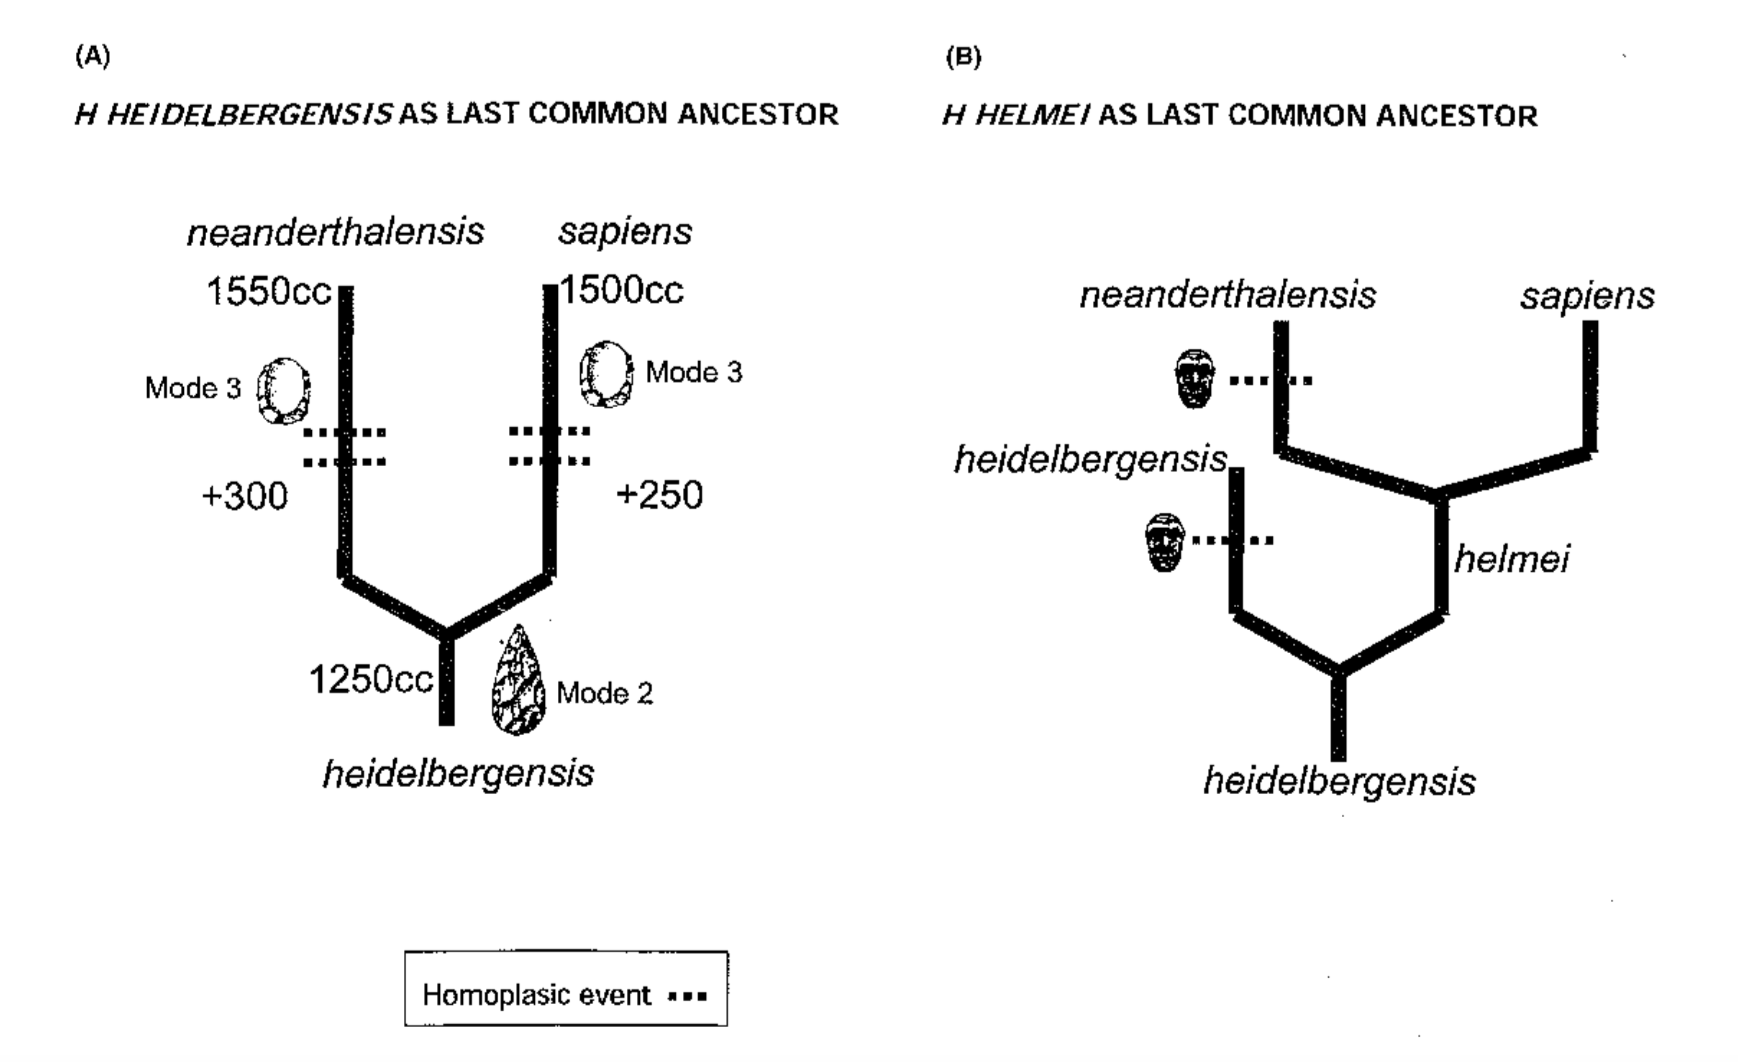 (A)
H HEIDELBERGENSIS AS LAST COMMON ANCESTOR
neanderthalensis
sapiens
1550cc
1500cc
Mode 3
Mode 3
+300
+250
1250cc
Mode 2
heidelbergensis
(B)
H HELMEI AS LAST COMMON ANCESTOR
neanderthalensis
sapiens
heidelbergensis
helmei
heidelbergensis
Homoplasic event